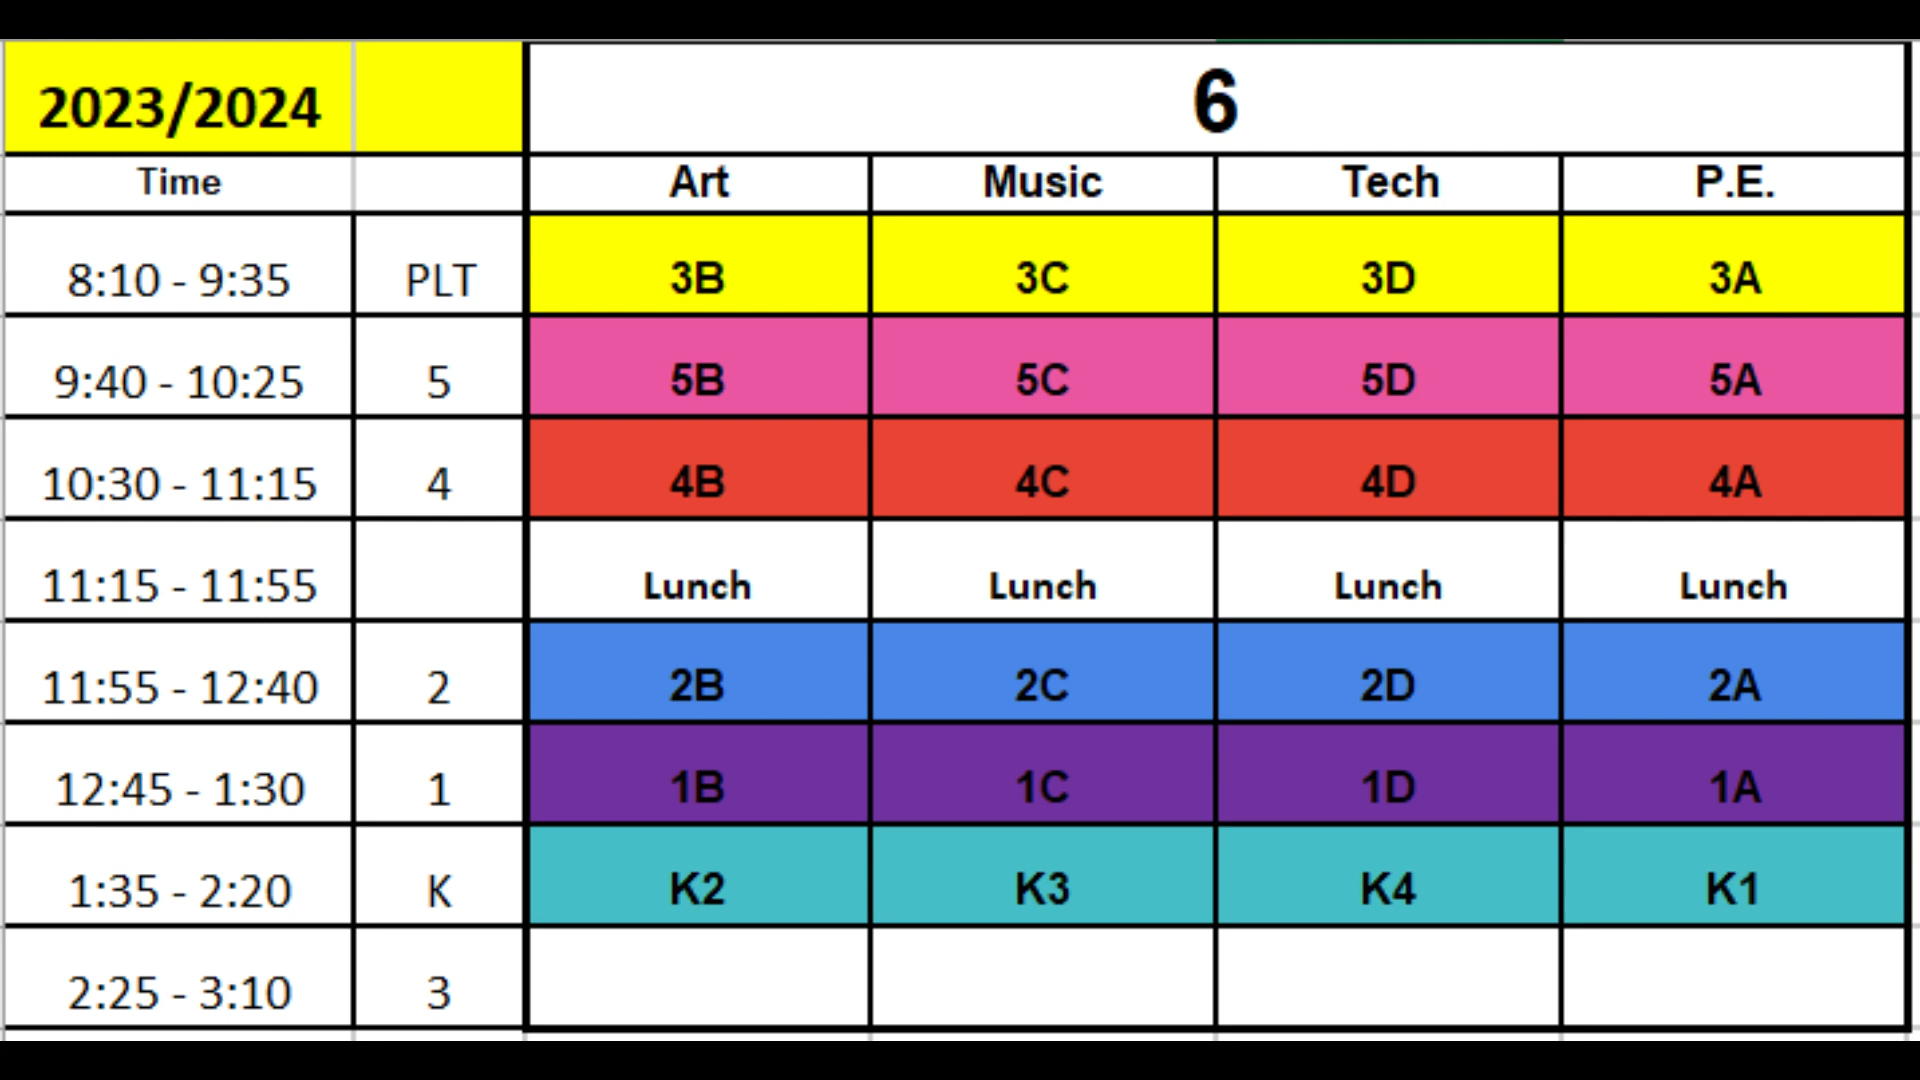 2023/2024 6
Time Art Music Tech P.E.
8:10 - 9:35 PLT 3B 3C 3D 3A
9:40 - 10:25 5 5B 5C 5D 5A
10:30 - 11:15 4 4B 4C 4D 4A
11:15 - 11:55 Lunch Lunch Lunch Lunch
11:55 - 12:40 2 2B 2C 2D 2A
12:45 - 1:30 1 1B 1C 1D 1A
1:35 - 2:20 K K2 K3 K4 K1
2:25 - 3:10 3